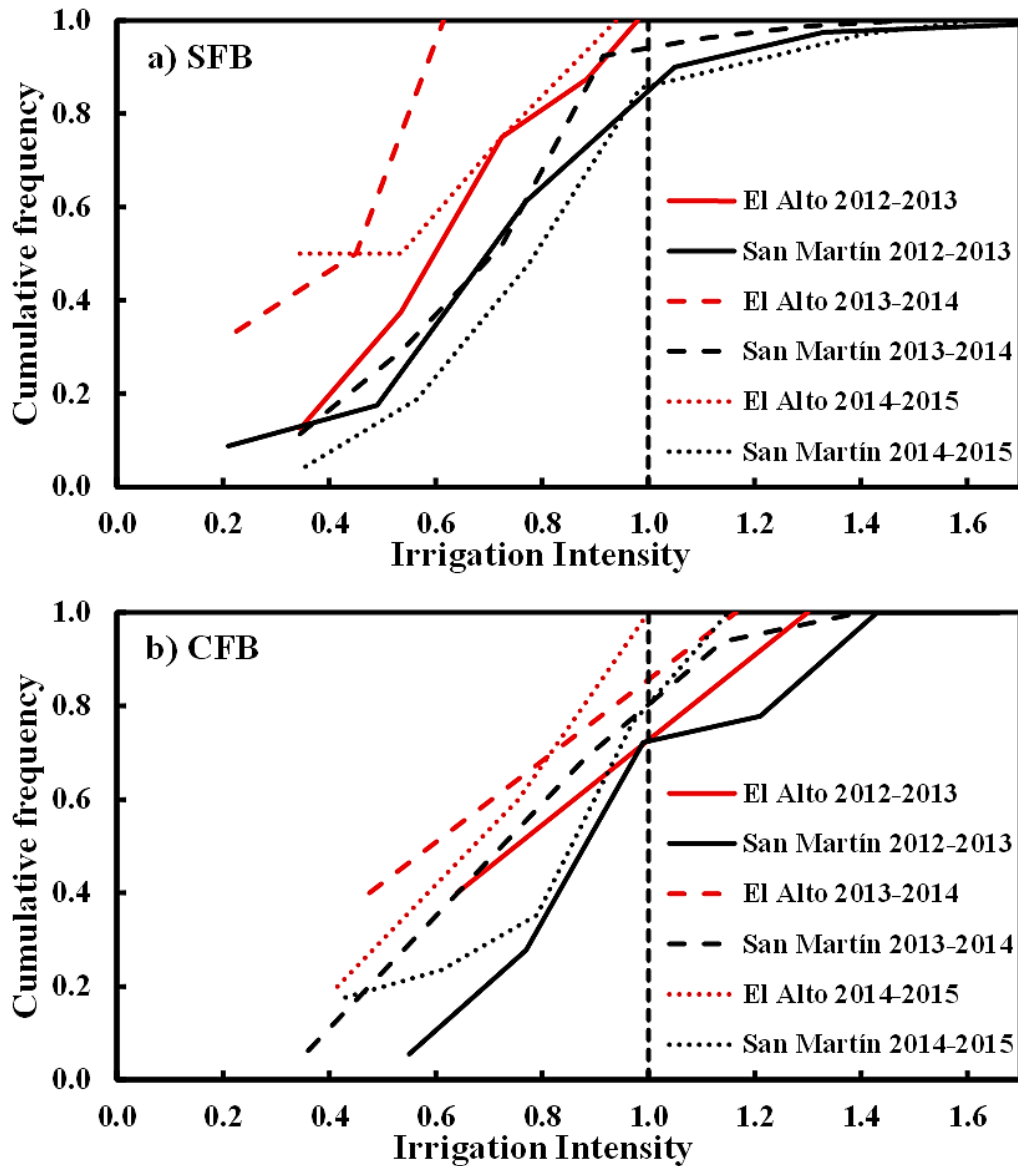 a) SFB
Cumulative frequency
1.0
0.8
0.6
0.4
0.2
0.0
El Alto 2012-2013
San Martín 2012-2013
El Alto 2013-2014
San Martín 2013-2014
El Alto 2014-2015
San Martín 2014-2015
0.0 0.2 0.4 0.6 0.8 1.0 1.2 1.4 1.6
Irrigation Intensity
b) CFB
Cumulative frequency
1.0
0.8
0.6
0.4
0.2
0.0
El Alto 2012-2013
San Martín 2012-2013
El Alto 2013-2014
San Martín 2013-2014
El Alto 2014-2015
San Martín 2014-2015
0.0 0.2 0.4 0.6 0.8 1.0 1.2 1.4 1.6
Irrigation Intensity